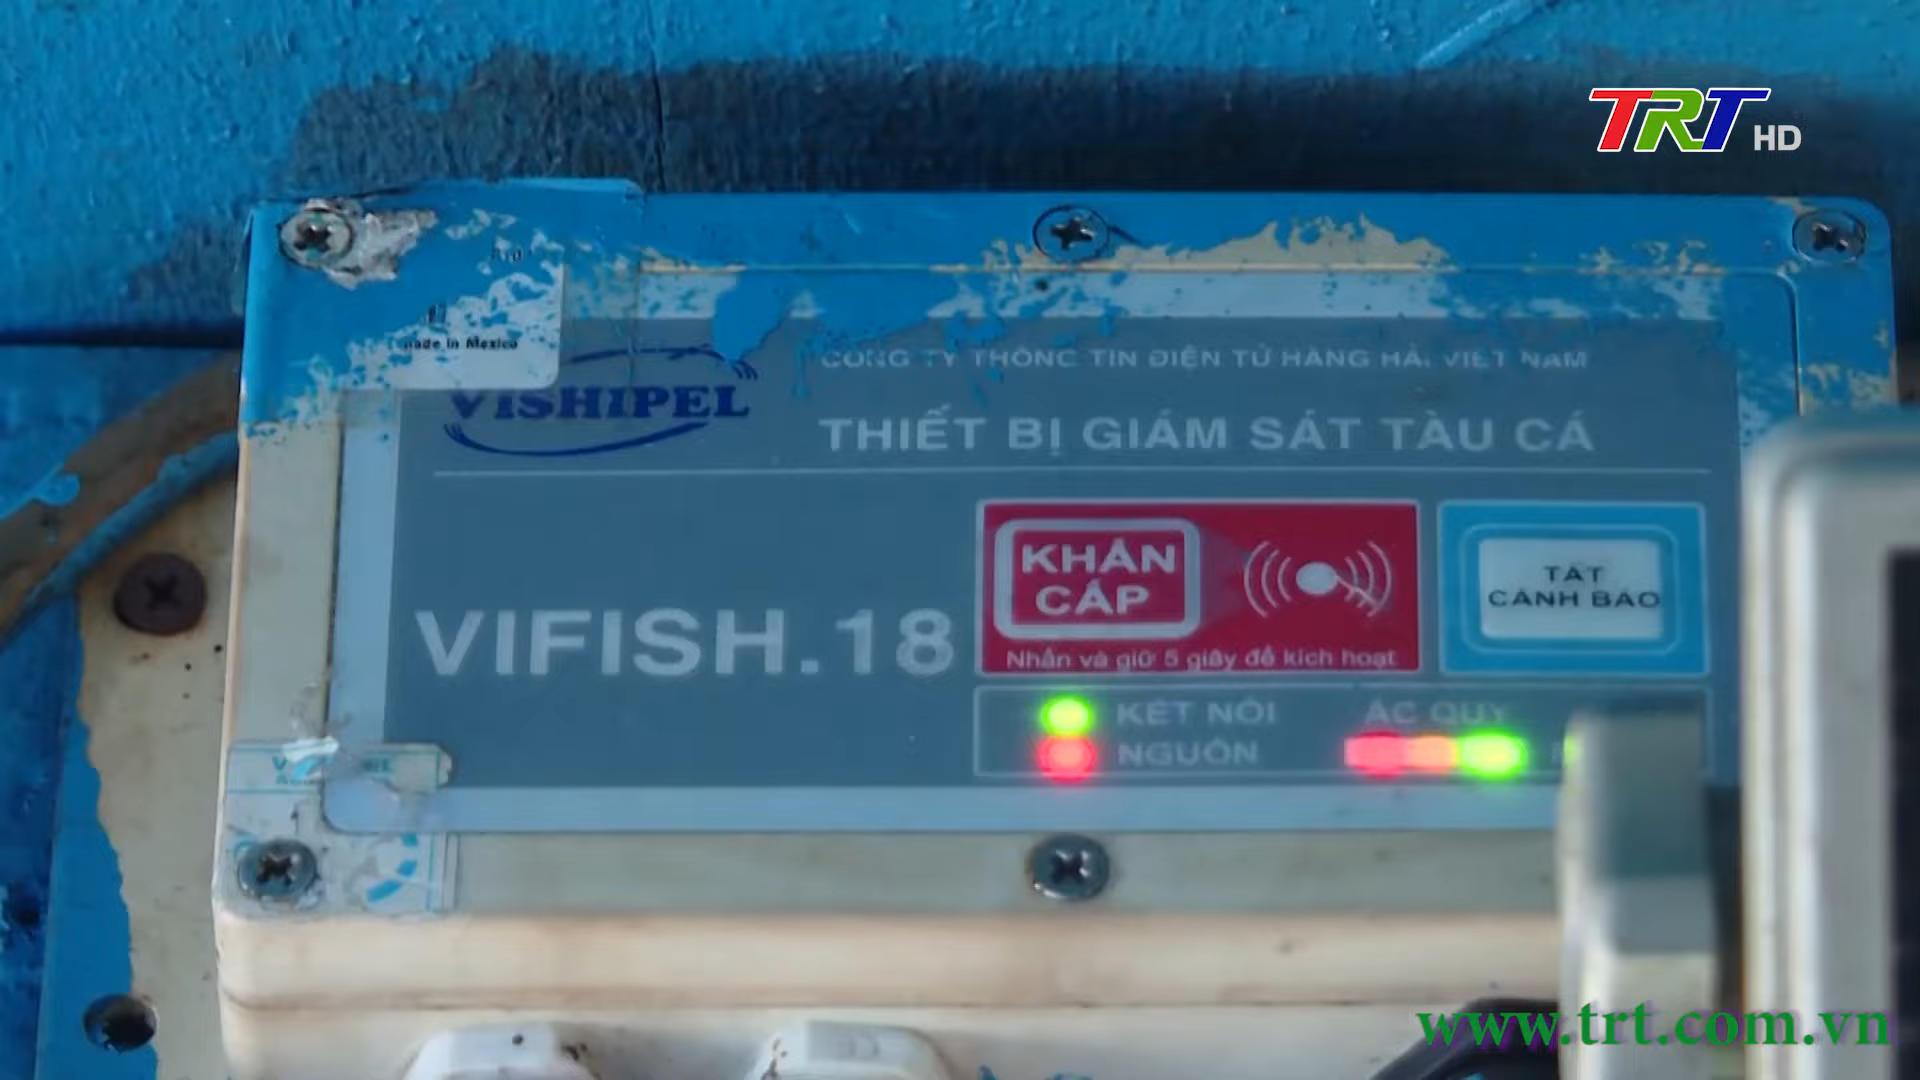 TRT HD
made in Mexico
VISHIPEL
CÔNG TY THÔNG TIN ĐIỆN TỬ HÀNG HẢI VIỆT NAM
THIẾT BỊ GIÁM SÁT TÀU CÁ
VIFISH.18
KHẨN
CẤP
Nhấn và giữ 5 giây để kích hoạt
TẮT
CẢNH BÁO
KẾT NỐI
ẮC QUY
NGUỒN
www.trt.com.vn